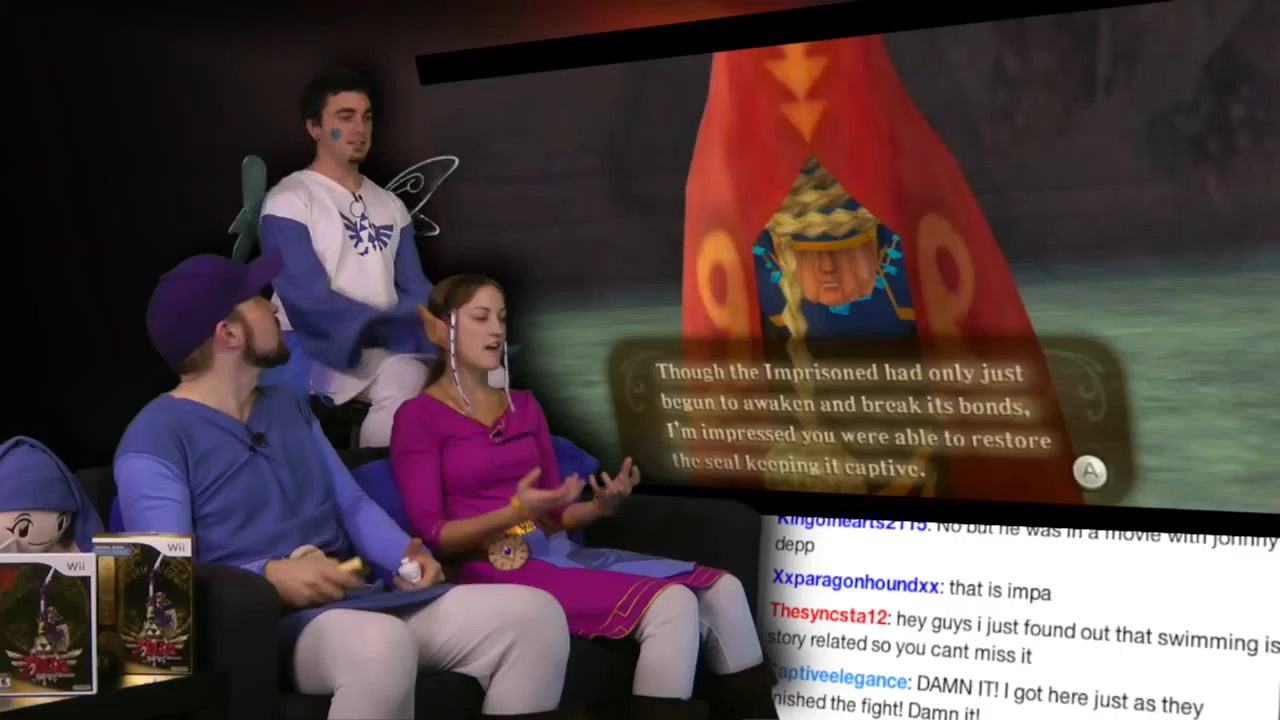 Though the Imprisoned had only just
begun to awaken and break its bonds,
I'm impressed you were able to restore
the seal keeping it captive.
A
Kingofhearts2115: No but he was in a movie with johnny
depp
Xxparagonhoundxx: that is impa
Thesyncsta12: hey guys i just found out that swimming is
story related so you cant miss it
aptiveelegance: DAMN IT! I got here just as they
nished the fight! Damn it!
Wii
Wii